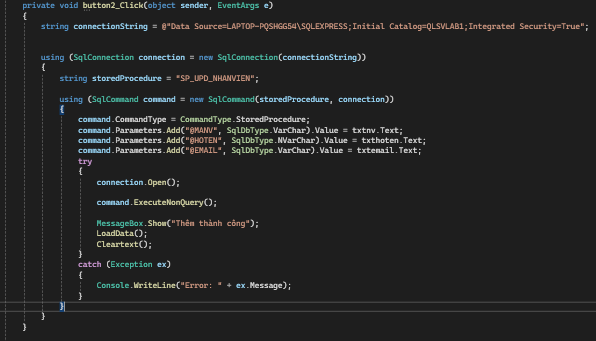 private void button2_Click(object sender, EventArgs e)
{
string connectionString = @"Data Source=LAPTOP-PQSHGG54\SQLEXPRESS;Initial Catalog=QLSVLAB1;Integrated Security=True";
using (SqlConnection connection = new SqlConnection(connectionString))
{
string storedProcedure = "SP_UPD_NHANVIEN";
using (SqlCommand command = new SqlCommand(storedProcedure, connection))
{
command.CommandType = CommandType.StoredProcedure;
command.Parameters.Add("@MANV", SqlDbType.VarChar).Value = txtnv.Text;
command.Parameters.Add("@HOTEN", SqlDbType.NVarChar).Value = txthoten.Text;
command.Parameters.Add("@EMAIL", SqlDbType.VarChar).Value = txtemail.Text;
try
{
connection.Open();
command.ExecuteNonQuery();
MessageBox.Show("Thêm thành công");
LoadData();
Cleartext();
}
catch (Exception ex)
{
Console.WriteLine("Error: " + ex.Message);
}
}
}
}